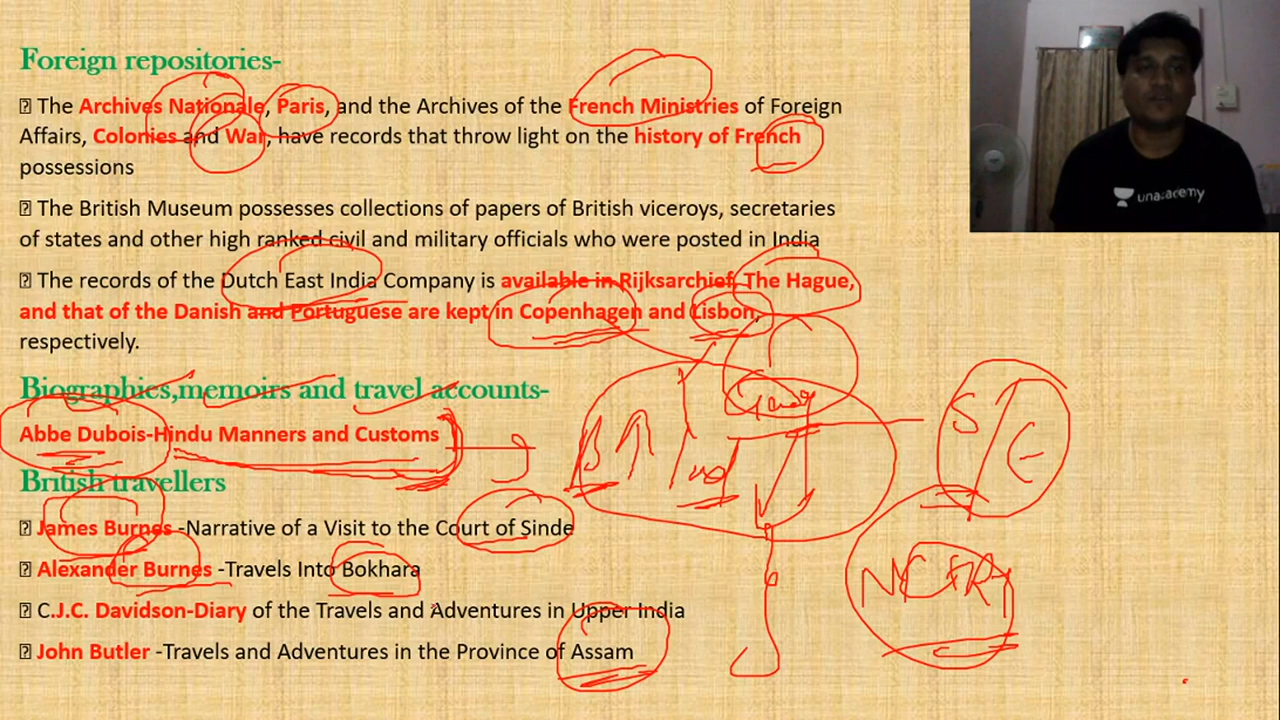 Foreign repositories-
The Archives Nationale, Paris, and the Archives of the French Ministries of Foreign
Affairs, Colonies and War, have records that throw light on the history of French
possessions
The British Museum possesses collections of papers of British viceroys, secretaries
of states and other high ranked civil and military officials who were posted in India
The records of the Dutch East India Company is available in Rijksarchief, The Hague,
and that of the Danish and Portuguese are kept in Copenhagen and Lisbon,
respectively.
Biographies,memoirs and travel accounts-
Abbe Dubois-Hindu Manners and Customs
British travellers
James Burnes -Narrative of a Visit to the Court of Sinde
Alexander Burnes -Travels Into Bokhara
C.J.C. Davidson-Diary of the Travels and Adventures in Upper India
John Butler -Travels and Adventures in the Province of Assam
unacademy